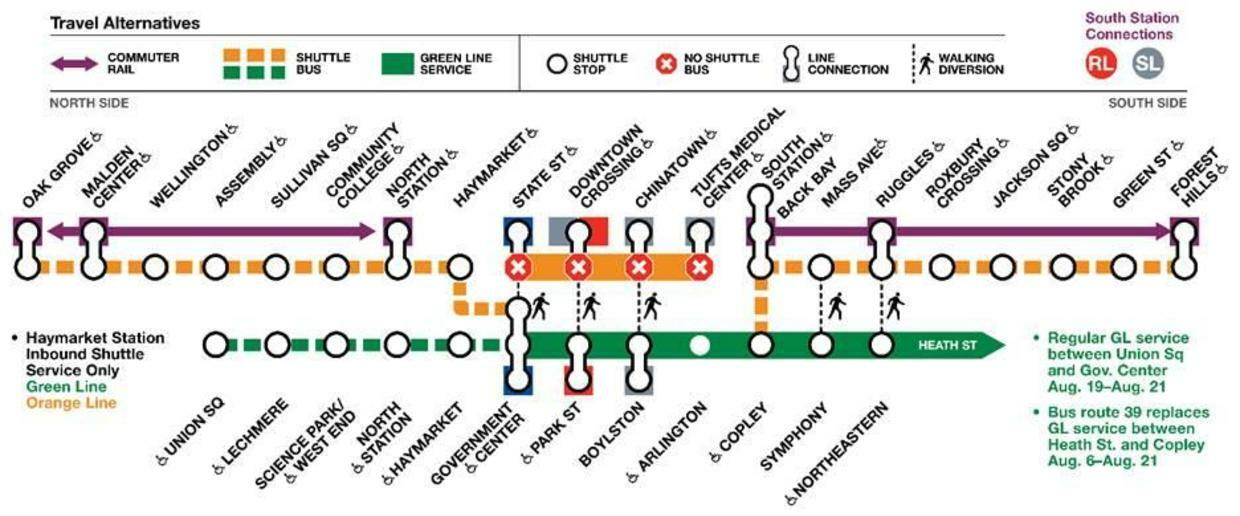 Travel Alternatives
COMMUTER
RAIL
SHUTTLE
BUS
GREEN LINE
SERVICE
SHUTTLE
STOP
NO SHUTTLE
BUS
LINE
CONNECTION
WALKING
DIVERSION
South Station
Connections
RL
SL
NORTH SIDE
SOUTH SIDE
OAK GROVE
MALDEN
CENTER
WELLINGTON
ASSEMBLY
SULLIVAN SQ
COMMUNITY
COLLEGE
NORTH
STATION
HAYMARKET
STATE ST
DOWNTOWN
CROSSING
CHINATOWN
TUFTS MEDICAL
CENTER
SOUTH
STATION
BACK BAY
MASS AVE
RUGGLES
ROXBURY
CROSSING
JACKSON SQ
STONY
BROOK
GREEN ST
FOREST
HILLS
• Haymarket Station
Inbound Shuttle
Service Only
Green Line
Orange Line
HEATH ST
• Regular GL service
between Union Sq
and Gov. Center
Aug. 19–Aug. 21
• Bus route 39 replaces
GL service between
Heath St. and Copley
Aug. 6–Aug. 21
UNION SQ
LECHMERE
SCIENCE PARK/
WEST END
NORTH
STATION
HAYMARKET
GOVERNMENT
CENTER
PARK ST
BOYLSTON
ARLINGTON
COPLEY
SYMPHONY
NORTHEASTERN